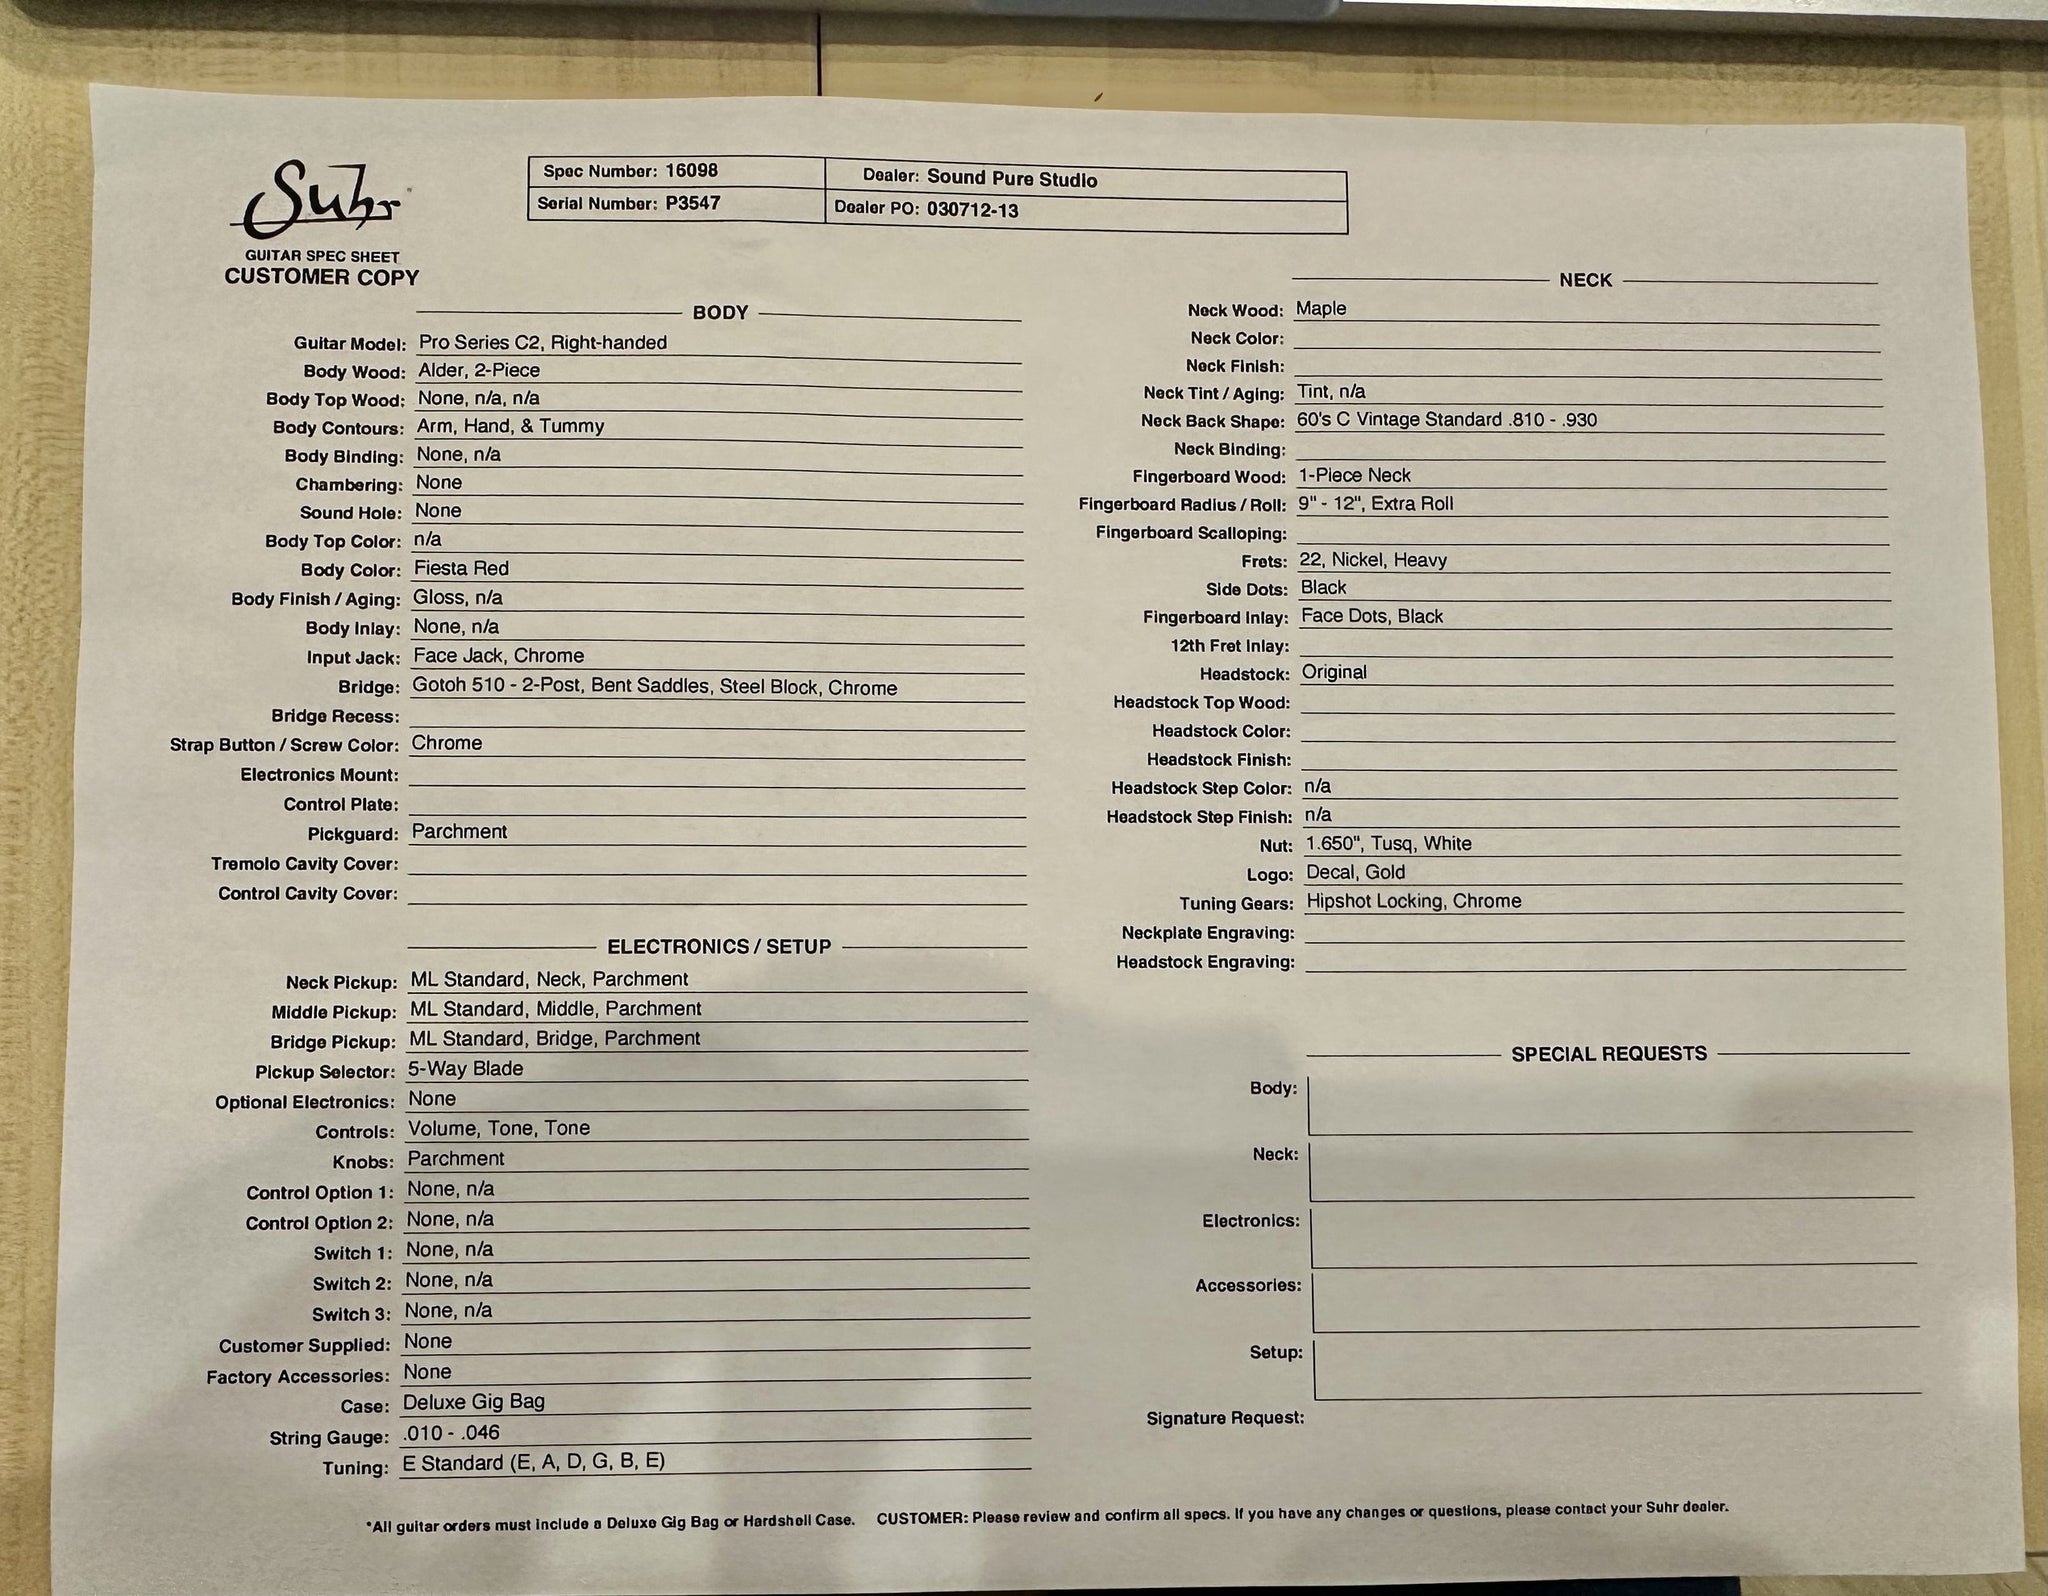 Suhr
GUITAR SPEC SHEET
CUSTOMER COPY
Spec Number: 16098
Dealer: Sound Pure Studio
Serial Number: P3547
Dealer PO: 030712-13
BODY
Guitar Model: Pro Series C2, Right-handed
Body Wood: Alder, 2-Piece
Body Top Wood: None, n/a, n/a
Body Contours: Arm, Hand, & Tummy
Body Binding: None, n/a
Chambering: None
Sound Hole: None
Body Top Color: n/a
Body Color: Fiesta Red
Body Finish / Aging: Gloss, n/a
Body Inlay: None, n/a
Input Jack: Face Jack, Chrome
Bridge: Gotoh 510 - 2-Post, Bent Saddles, Steel Block, Chrome
Bridge Recess:
Strap Button / Screw Color: Chrome
Electronics Mount:
Control Plate:
Pickguard: Parchment
Tremolo Cavity Cover:
Control Cavity Cover:
ELECTRONICS / SETUP
Neck Pickup: ML Standard, Neck, Parchment
Middle Pickup: ML Standard, Middle, Parchment
Bridge Pickup: ML Standard, Bridge, Parchment
Pickup Selector: 5-Way Blade
Optional Electronics: None
Controls: Volume, Tone, Tone
Knobs: Parchment
Control Option 1: None, n/a
Control Option 2: None, n/a
Switch 1: None, n/a
Switch 2: None, n/a
Switch 3: None, n/a
Customer Supplied: None
Factory Accessories: None
Case: Deluxe Gig Bag
String Gauge: .010 - .046
Tuning: E Standard (E, A, D, G, B, E)
NECK
Neck Wood: Maple
Neck Color:
Neck Finish:
Neck Tint / Aging: Tint, n/a
Neck Back Shape: 60's C Vintage Standard .810 - .930
Neck Binding:
Fingerboard Wood: 1-Piece Neck
Fingerboard Radius / Roll: 9" - 12", Extra Roll
Fingerboard Scalloping:
Frets: 22, Nickel, Heavy
Side Dots: Black
Fingerboard Inlay: Face Dots, Black
12th Fret Inlay:
Headstock: Original
Headstock Top Wood:
Headstock Color:
Headstock Finish:
Headstock Step Color: n/a
Headstock Step Finish: n/a
Nut: 1.650", Tusq, White
Logo: Decal, Gold
Tuning Gears: Hipshot Locking, Chrome
Neckplate Engraving:
Headstock Engraving:
SPECIAL REQUESTS
Body:
Neck:
Electronics:
Accessories:
Setup:
Signature Request:
*All guitar orders must include a Deluxe Gig Bag or Hardshell Case. CUSTOMER: Please review and confirm all specs. If you have any changes or questions, please contact your Suhr dealer.